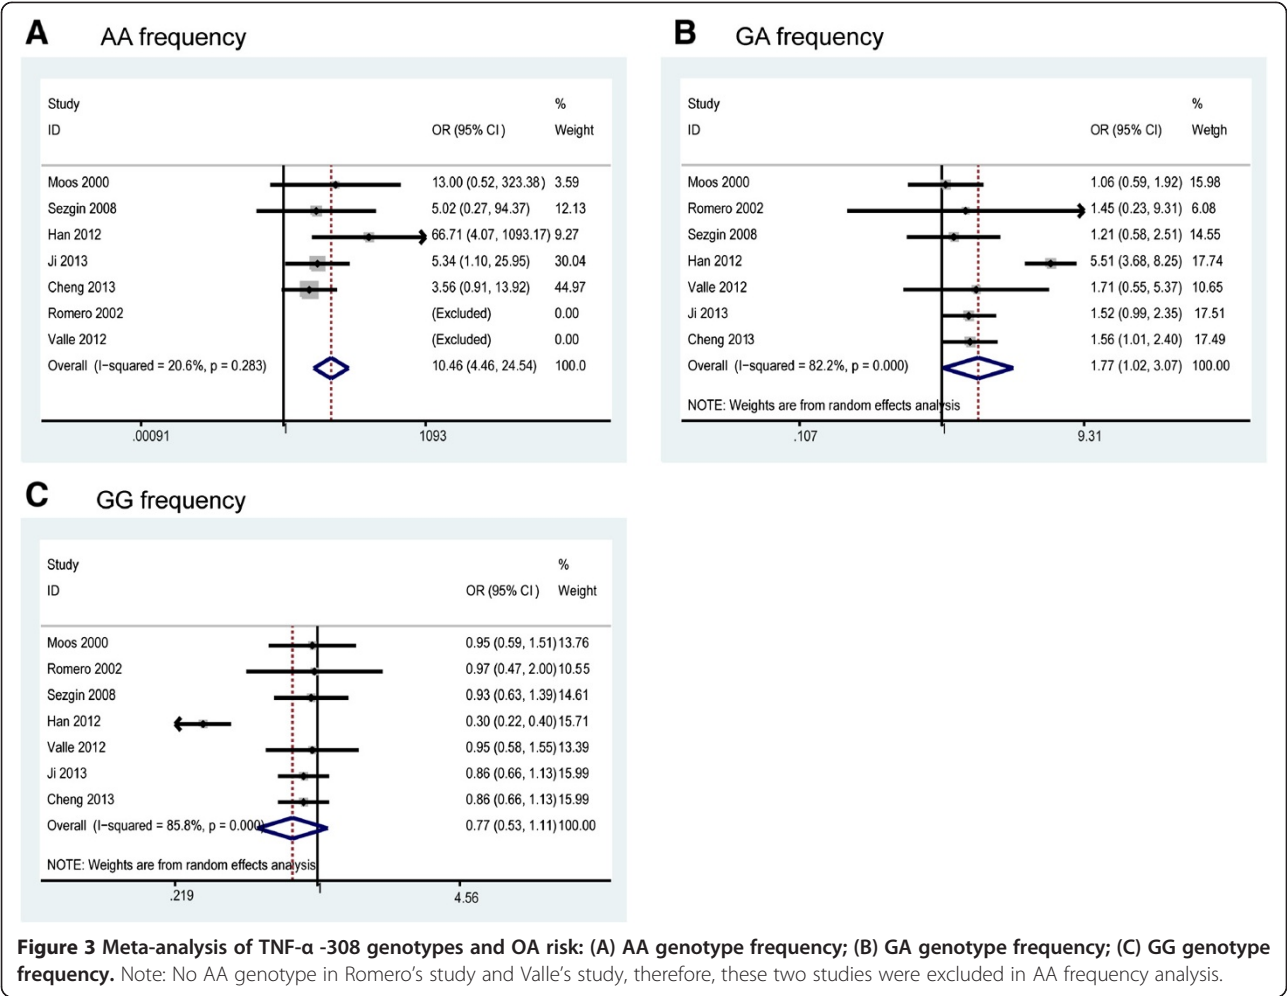 A AA frequency
Study %
ID OR (95% CI) Weight
Moos 2000 13.00 (0.52, 323.38) 3.59
Sezgin 2008 5.02 (0.27, 94.37) 12.13
Han 2012 66.71 (4.07, 1093.17) 9.27
Ji 2013 5.34 (1.10, 25.95) 30.04
Cheng 2013 3.56 (0.91, 13.92) 44.97
Romero 2002 (Excluded) 0.00
Valle 2012 (Excluded) 0.00
Overall (I−squared = 20.6%, p = 0.283) 10.46 (4.46, 24.54) 100.0
.00091 1 1093
B GA frequency
Study %
ID OR (95% CI) Wetgh
Moos 2000 1.06 (0.59, 1.92) 15.98
Romero 2002 1.45 (0.23, 9.31) 6.08
Sezgin 2008 1.21 (0.58, 2.51) 14.55
Han 2012 5.51 (3.68, 8.25) 17.74
Valle 2012 1.71 (0.55, 5.37) 10.65
Ji 2013 1.52 (0.99, 2.35) 17.51
Cheng 2013 1.56 (1.01, 2.40) 17.49
Overall (I−squared = 82.2%, p = 0.000) 1.77 (1.02, 3.07) 100.00
NOTE: Weights are from random effects analysis
.107 1 9.31
C GG frequency
Study %
ID OR (95% CI) Weight
Moos 2000 0.95 (0.59, 1.51) 13.76
Romero 2002 0.97 (0.47, 2.00) 10.55
Sezgin 2008 0.93 (0.63, 1.39) 14.61
Han 2012 0.30 (0.22, 0.40) 15.71
Valle 2012 0.95 (0.58, 1.55) 13.39
Ji 2013 0.86 (0.66, 1.13) 15.99
Cheng 2013 0.86 (0.66, 1.13) 15.99
Overall (I−squared = 85.8%, p = 0.000) 0.77 (0.53, 1.11) 100.00
NOTE: Weights are from random effects analysis
.219 1 4.56
Figure 3 Meta-analysis of TNF-α -308 genotypes and OA risk: (A) AA genotype frequency; (B) GA genotype frequency; (C) GG genotype
frequency. Note: No AA genotype in Romero's study and Valle's study, therefore, these two studies were excluded in AA frequency analysis.